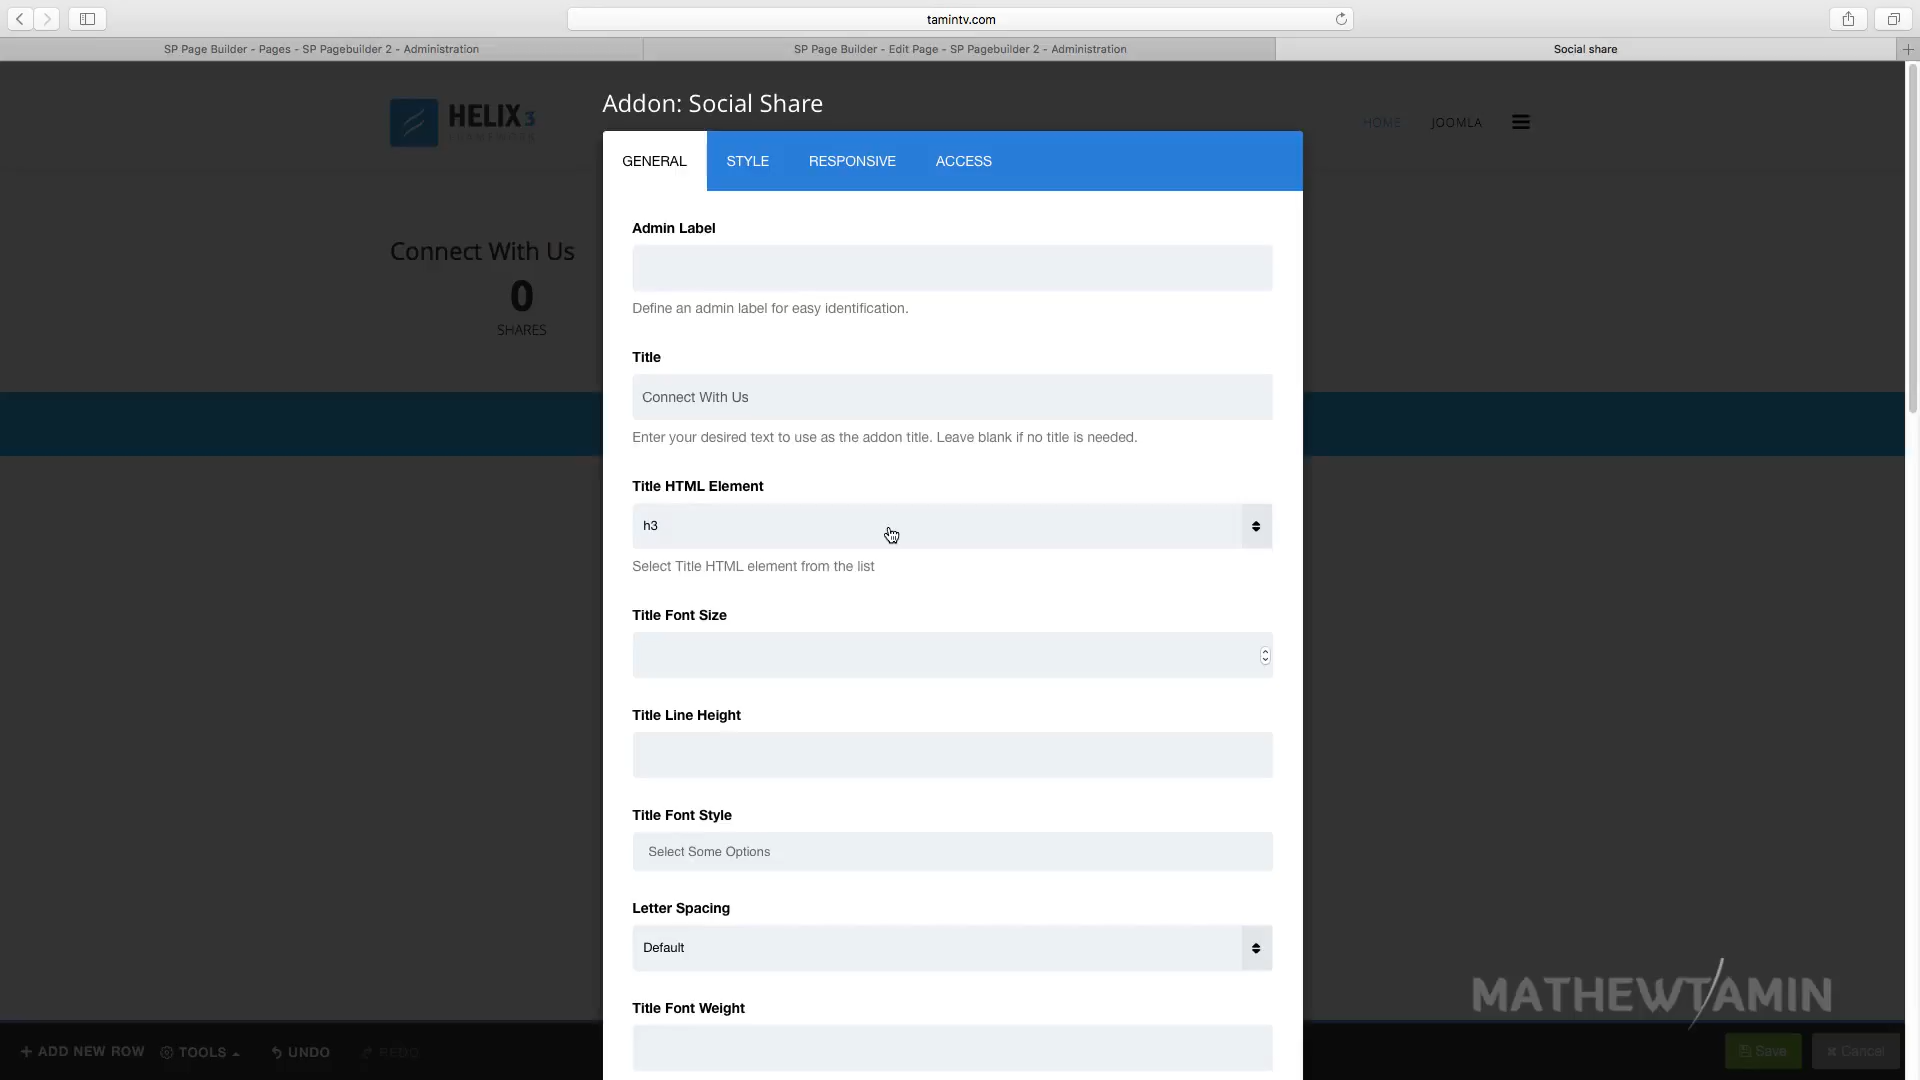 tamintv.com
SP Page Builder - Pages - SP Pagebuilder 2 - Administration
SP Page Builder - Edit Page - SP Pagebuilder 2 - Administration
Social share
Addon: Social Share
HELIX3
FRAMEWORK
HOME
JOOMLA
GENERAL
STYLE
RESPONSIVE
ACCESS
Connect With Us
0
SHARES
Admin Label
Define an admin label for easy identification.
Title
Connect With Us
Enter your desired text to use as the addon title. Leave blank if no title is needed.
Title HTML Element
h3
Select Title HTML element from the list
Title Font Size
Title Line Height
Title Font Style
Select Some Options
Letter Spacing
Default
Title Font Weight
MATHEWTAMIN
ADD NEW ROW
TOOLS
UNDO
REDO
Save
Cancel